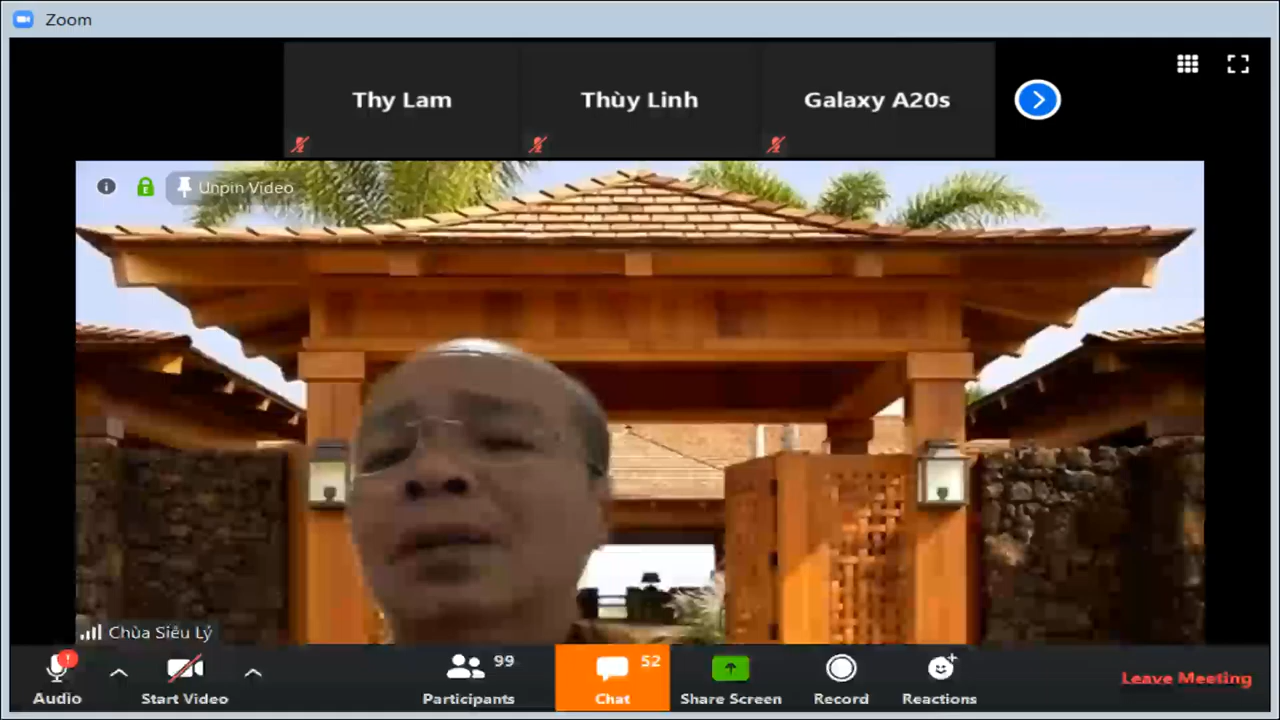 Zoom
Thy Lam
Thùy Linh
Galaxy A20s
Unpin Video
Chùa Siêu Lý
Audio
Start Video
99
Participants
52
Chat
Share Screen
Record
Reactions
Leave Meeting